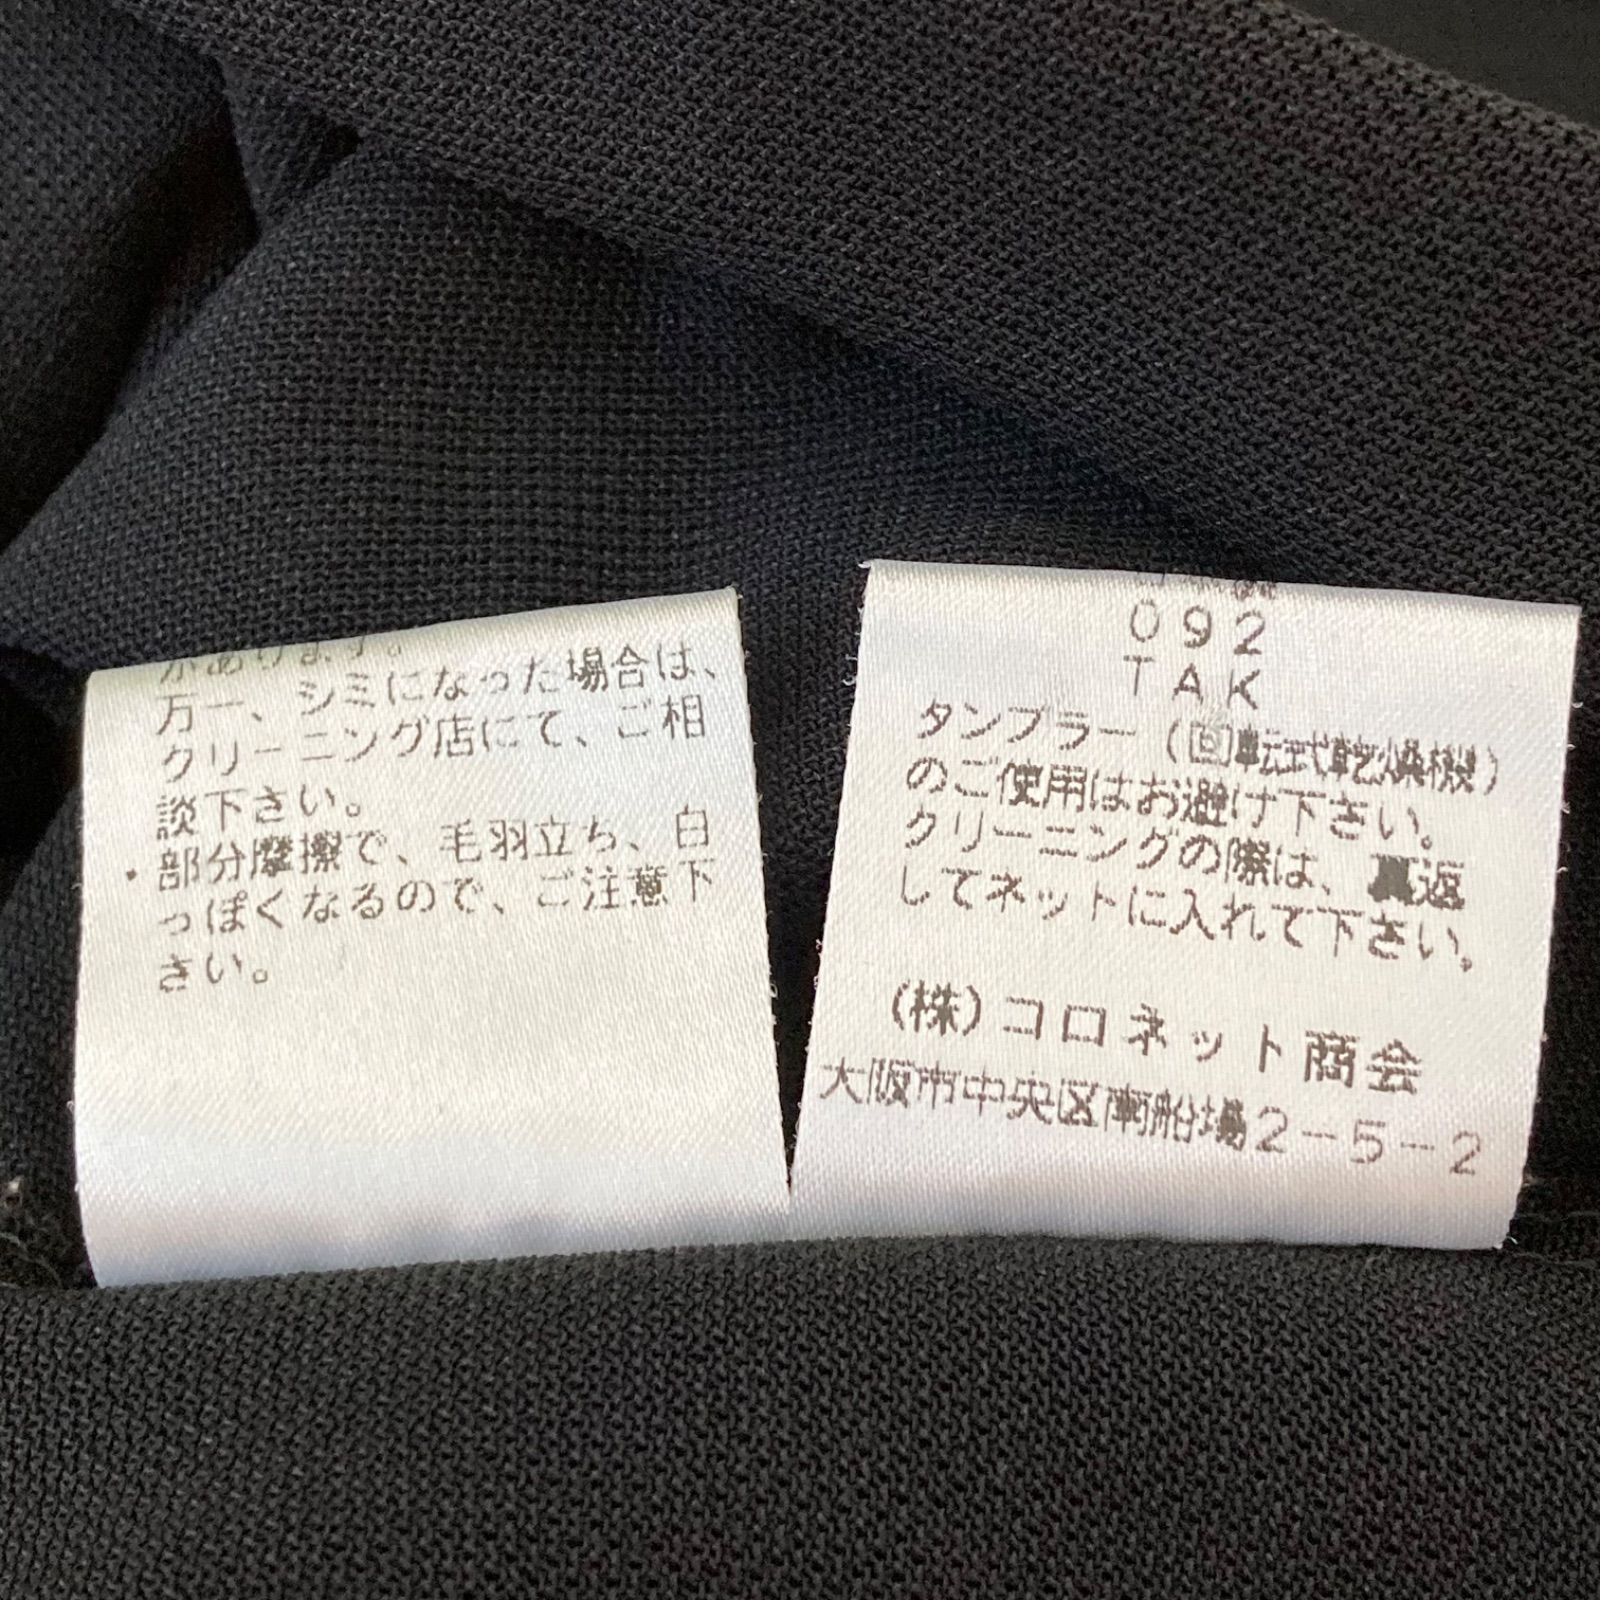 があります。
万一、シミになった場合は、
クリーニング店にて、ご相
談下さい。
・部分摩擦で、毛羽立ち、白
っぽくなるので、ご注意下
さい。
092
TAK
タンブラー(回転式乾燥機)
のご使用はお避け下さい。
クリーニングの際は、裏返
してネットに入れて下さい。
(株)コロネット商会
大阪市中央区南船場2-5-2